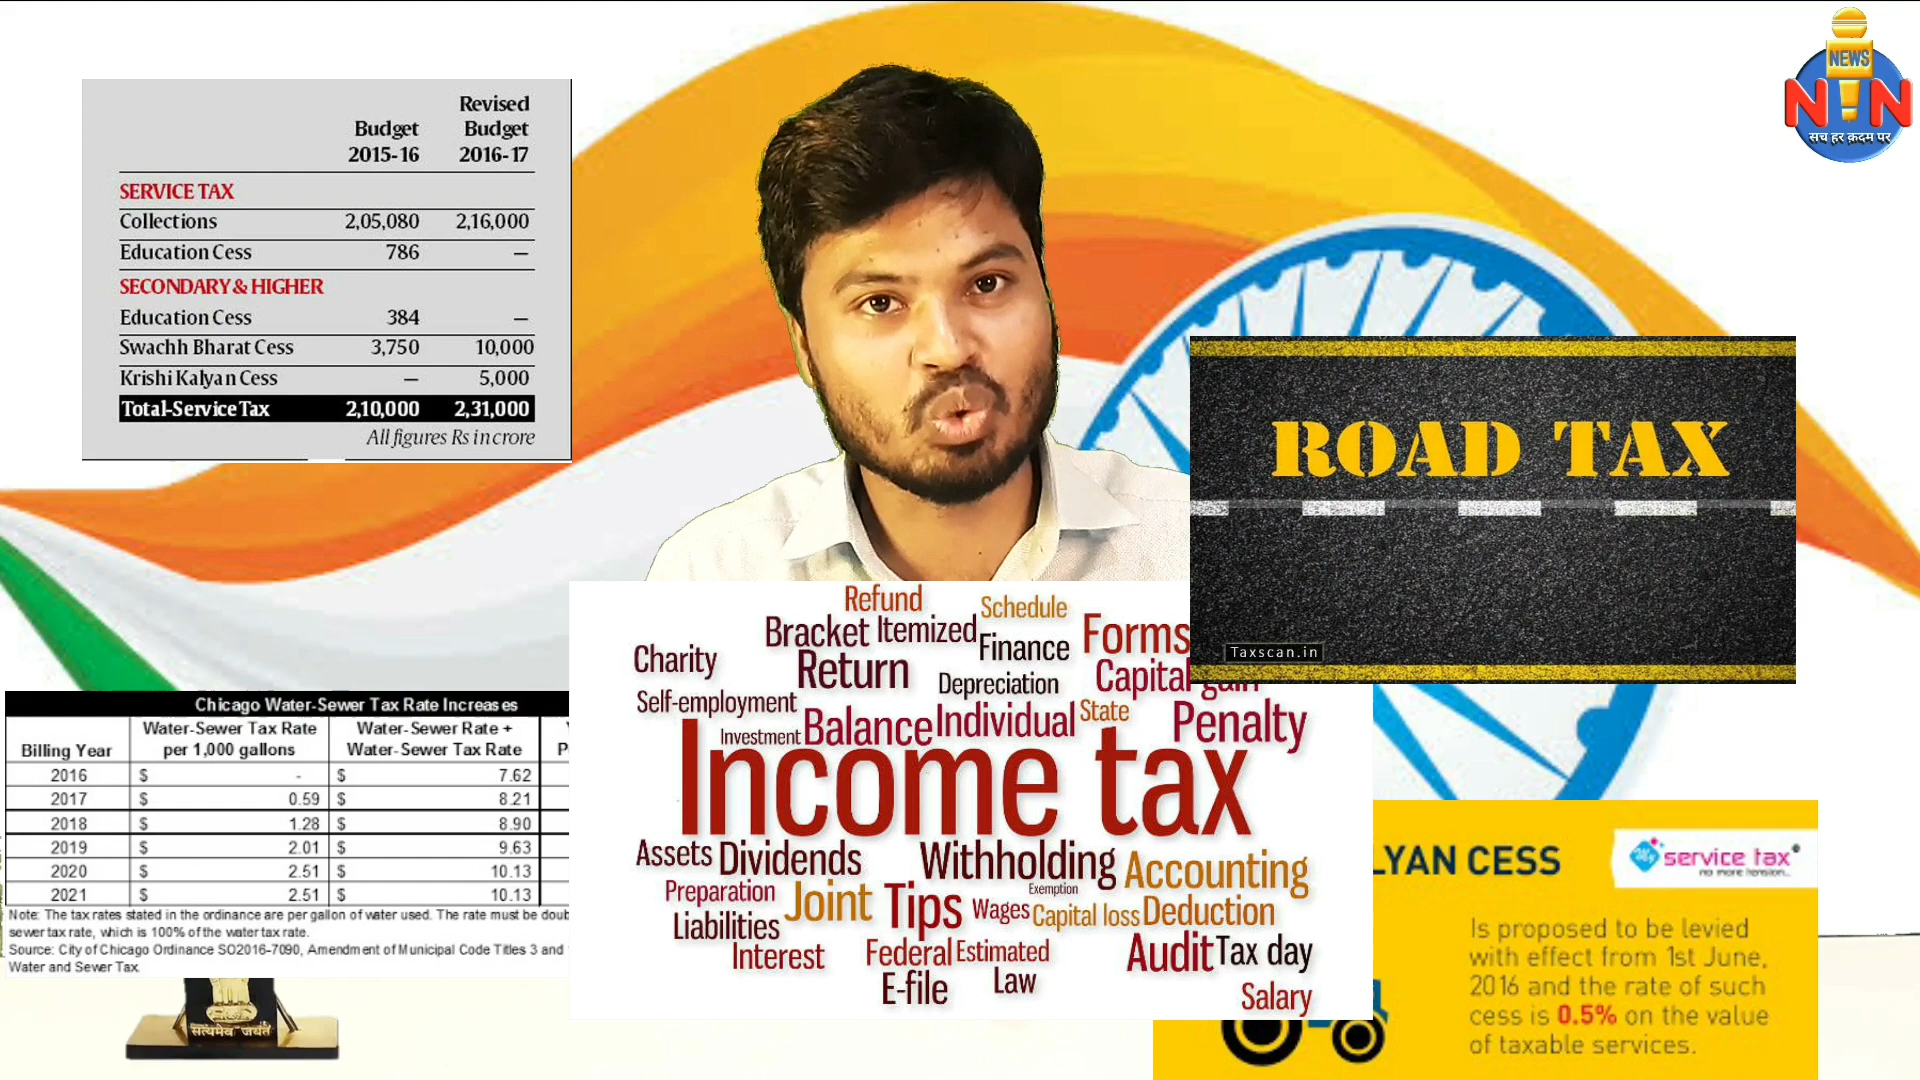 NEWS
NIN
सच हर क़दम पर
Revised
Budget Budget
2015-16 2016-17
SERVICE TAX
Collections 2,05,080 2,16,000
Education Cess 786 —
SECONDARY & HIGHER
Education Cess 384 —
Swachh Bharat Cess 3,750 10,000
Krishi Kalyan Cess — 5,000
Total-Service Tax 2,10,000 2,31,000
All figures Rs in crore
ROAD TAX
Taxscan.in
Refund Schedule
Bracket Itemized Finance Forms
Charity Return Depreciation Capital gain
Self-employment Balance Individual State Penalty
Investment
Income tax
Assets Dividends Withholding Accounting
Preparation Joint Tips Exemption
Wages Capital loss Deduction
Liabilities
Interest Federal Estimated Audit Tax day
E-file Law Salary
Chicago Water-Sewer Tax Rate Increases
Water-Sewer Tax Rate Water-Sewer Rate +
Billing Year per 1,000 gallons Water-Sewer Tax Rate
2016 $ - $ 7.62
2017 $ 0.59 $ 8.21
2018 $ 1.28 $ 8.90
2019 $ 2.01 $ 9.63
2020 $ 2.51 $ 10.13
2021 $ 2.51 $ 10.13
Note: The tax rates stated in the ordinance are per gallon of water used. The rate must be doub
sewer tax rate, which is 100% of the water tax rate.
Source: City of Chicago Ordinance SO2016-7090, Amendment of Municipal Code Titles 3 and
Water and Sewer Tax
सत्यमेव जयते
LYAN CESS
My service tax
no more tension...
Is proposed to be levied
with effect from 1st June,
2016 and the rate of such
cess is 0.5% on the value
of taxable services.